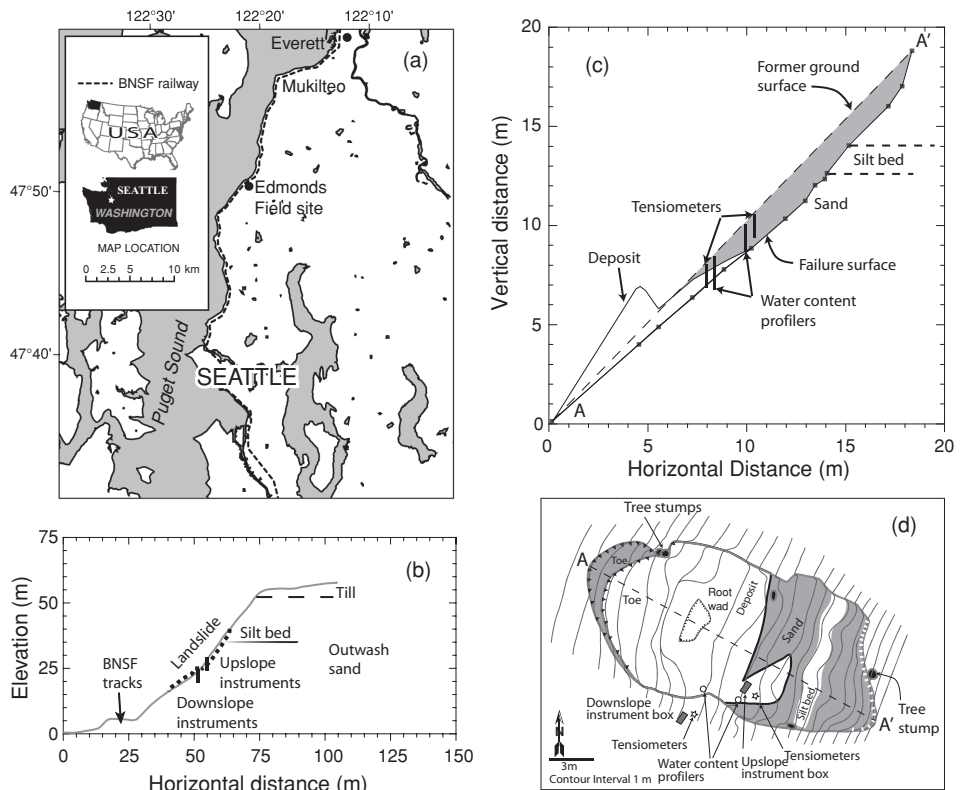 122°30' 122°20' 122°10'
Everett
(a)
BNSF railway
Mukilteo
USA
SEATTLE
WASHINGTON
MAP LOCATION
0 2.5 5 10 km
47°50'
Edmonds
Field site
47°40'
Puget Sound
SEATTLE
(b)
Elevation (m)
75
50
25
0
Till
Landslide
Silt bed
BNSF
tracks
Upslope
instruments
Outwash
sand
Downslope
instruments
0 25 50 75 100 125 150
Horizontal distance (m)
(c)
Vertical distance (m)
20
15
10
5
0
A'
Former ground
surface
Silt bed
Tensiometers
Sand
Deposit
Failure surface
Water content
profilers
A
0 5 10 15 20
Horizontal Distance (m)
(d)
Tree stumps
A
Toe
Toe
Root
wad
Deposit
Sand
Silt bed
Downslope
instrument box
A'
Tree
stump
Tensiometers
Water content
profilers
Upslope
instrument box
Tensiometers
N
3m
Contour Interval 1 m